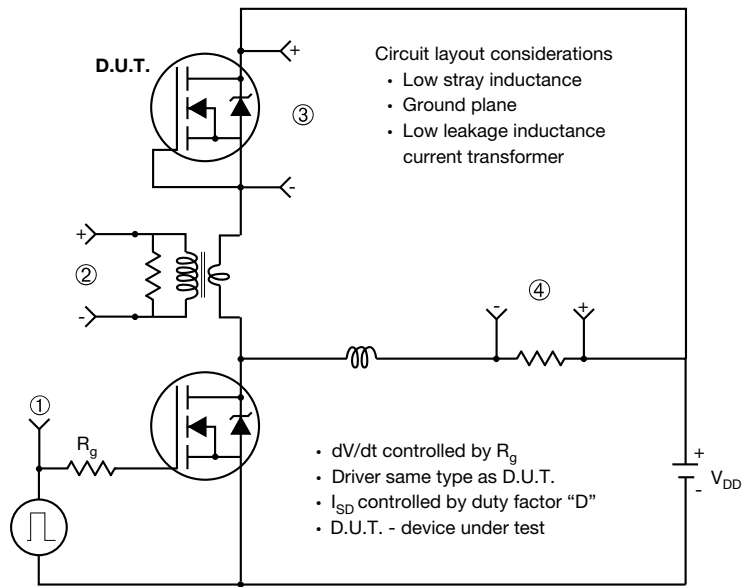 D.U.T.
+
Circuit layout considerations
• Low stray inductance
• Ground plane
• Low leakage inductance
current transformer
③
-
+
②
-
④
-
+
①
Rg
+
VDD
-
• dV/dt controlled by Rg
• Driver same type as D.U.T.
• ISD controlled by duty factor “D”
• D.U.T. - device under test